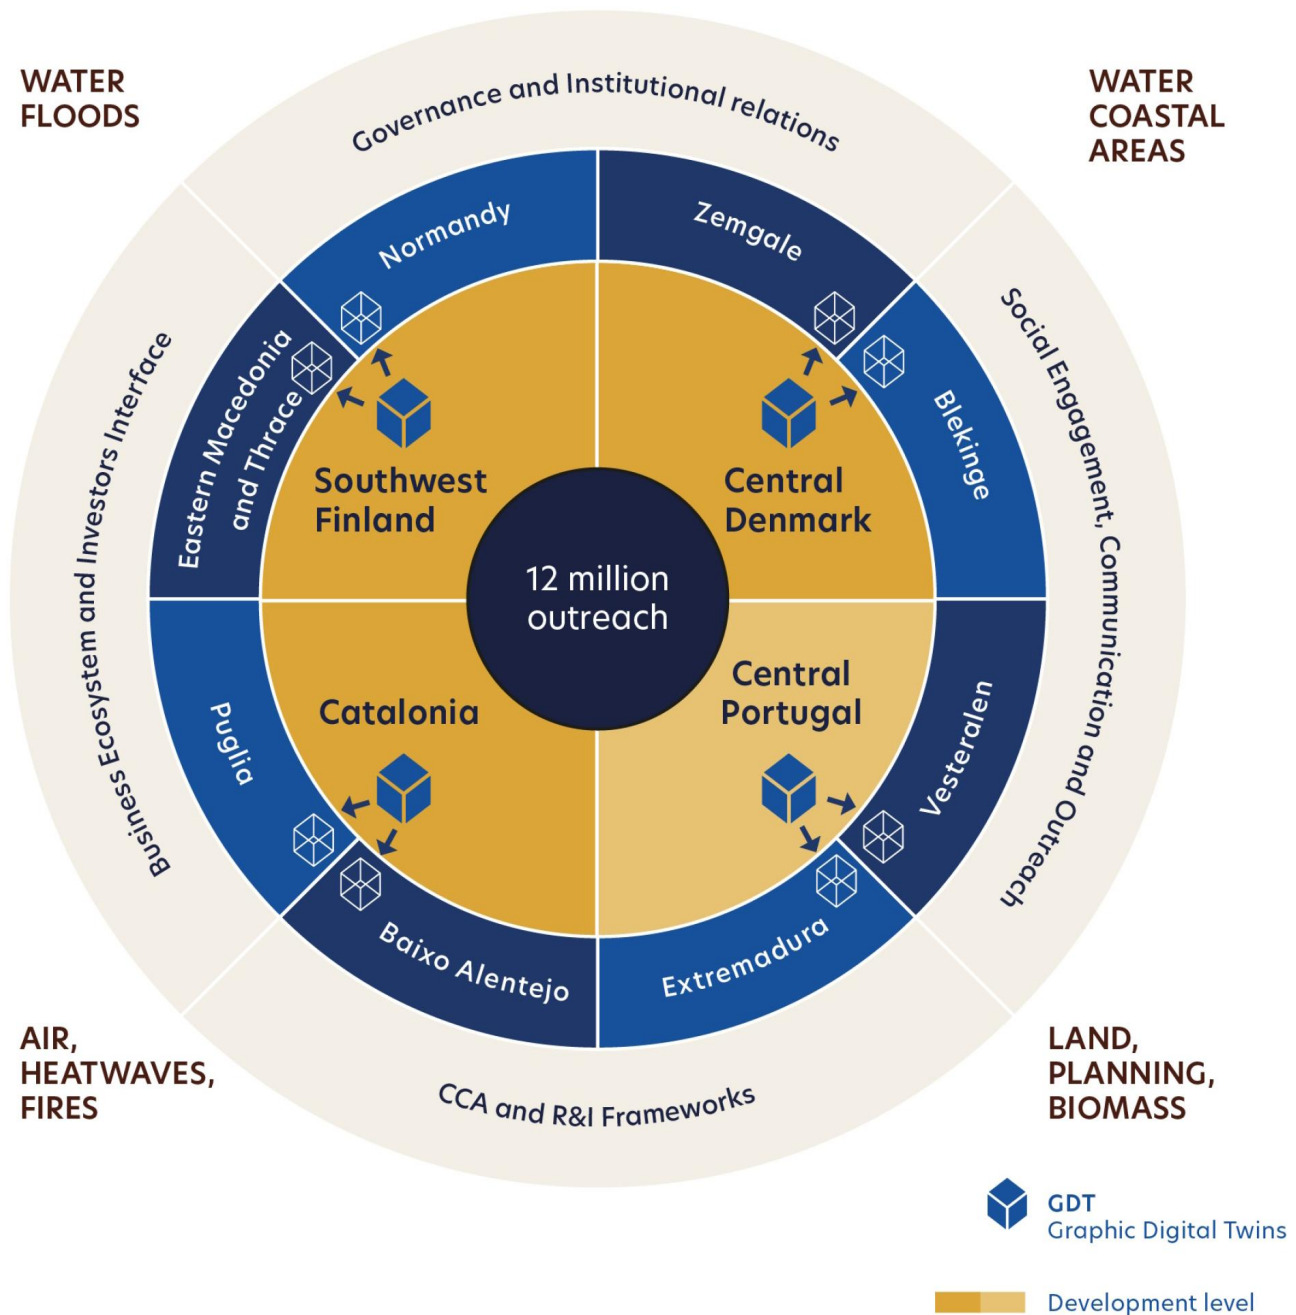 WATER
FLOODS
WATER
COASTAL
AREAS
Governance and Institutional relations
Normandy
Zemgale
Eastern Macedonia
and Thrace
Blekinge
Business Ecosystem and Investors Interface
Social Engagement, Communication and Outreach
Southwest
Finland
Central
Denmark
12 million
outreach
Catalonia
Central
Portugal
Puglia
Vesteralen
Baixo Alentejo
Extremadura
CCA and R&I Frameworks
AIR,
HEATWAVES,
FIRES
LAND,
PLANNING,
BIOMASS
GDT
Graphic Digital Twins
Development level